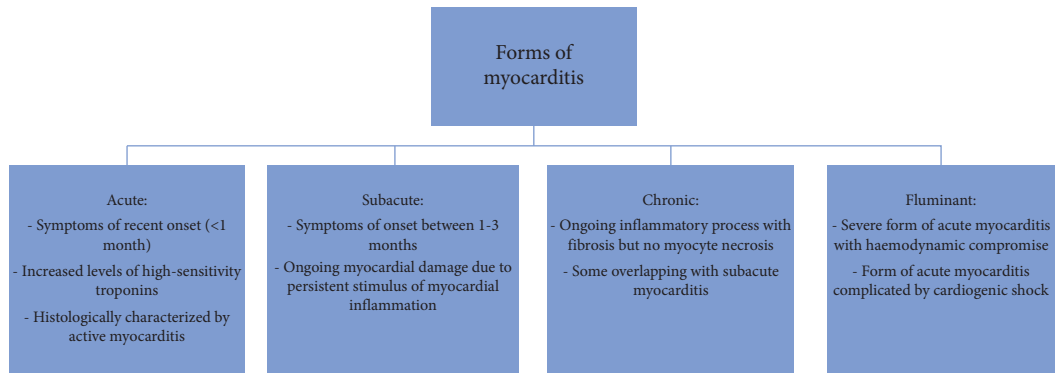 Forms of
myocarditis
Acute:
- Symptoms of recent onset (<1
month)
- Increased levels of high-sensitivity
troponins
- Histologically characterized by
active myocarditis
Subacute:
- Symptoms of onset between 1-3
months
- Ongoing myocardial damage due to
persistent stimulus of myocardial
inflammation
Chronic:
- Ongoing inflammatory process with
fibrosis but no myocyte necrosis
- Some overlapping with subacute
myocarditis
Fluminant:
- Severe form of acute myocarditis
with haemodynamic compromise
- Form of acute myocarditis
complicated by cardiogenic shock